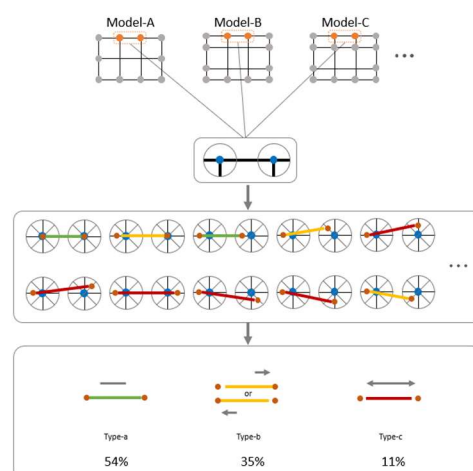 Model-A Model-B Model-C
...
...
or
Type-a Type-b Type-c
54% 35% 11%